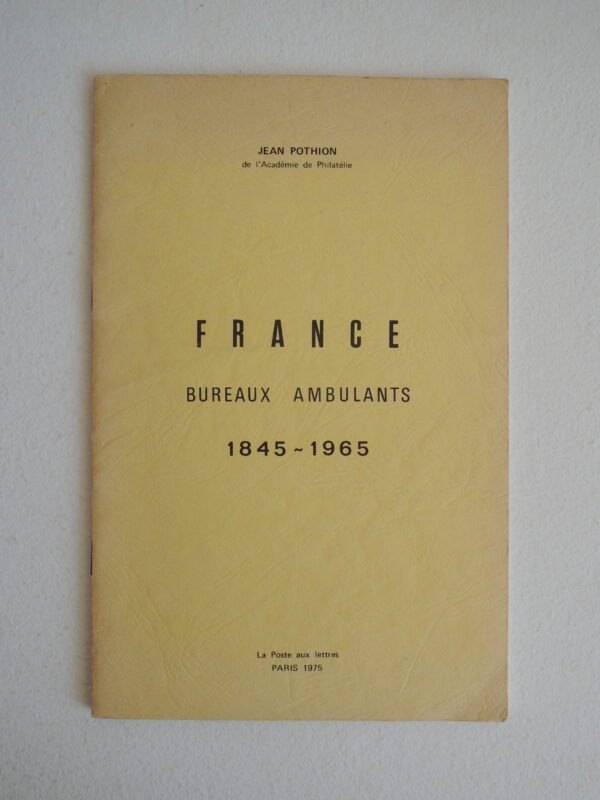 JEAN POTHION
de l'Académie de Philatélie
FRANCE
BUREAUX AMBULANTS
1845~1965
La Poste aux lettres
PARIS 1975